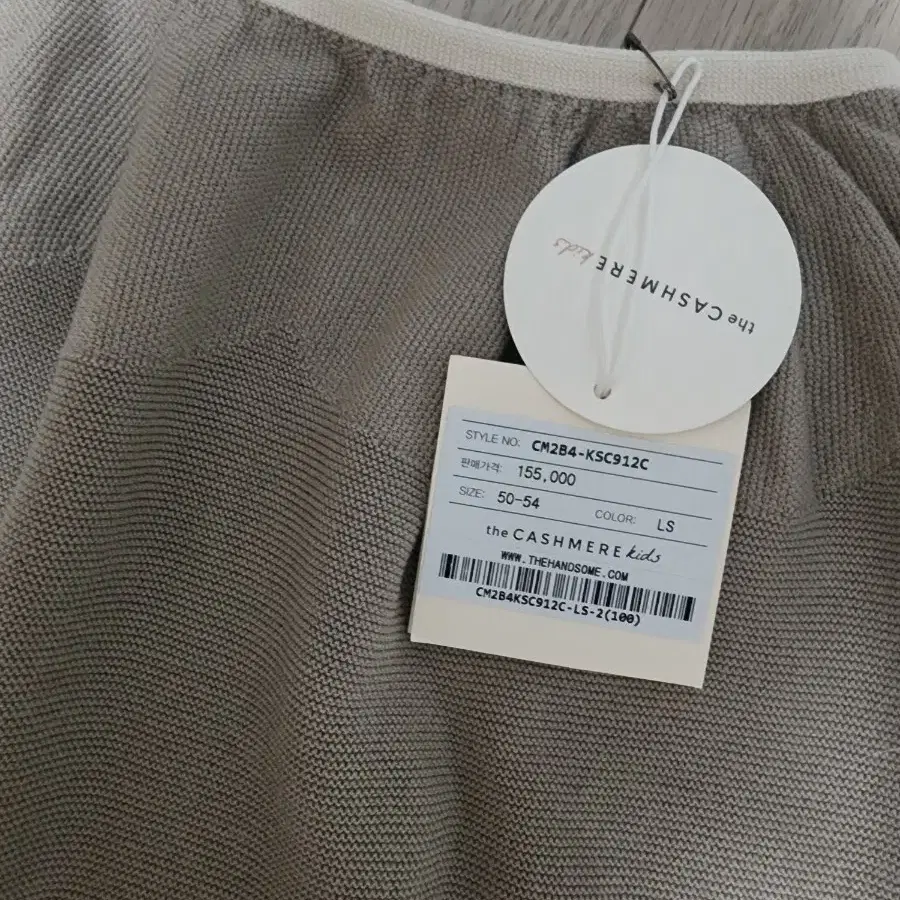 the CASHMERE kids
STYLE NO: CM2B4-KSC912C
판매가격: 155,000
SIZE: 50-54 COLOR: LS
the CASHMERE kids
WWW.THEHANDSOME.COM
CM2B4KSC912C-LS-2(100)